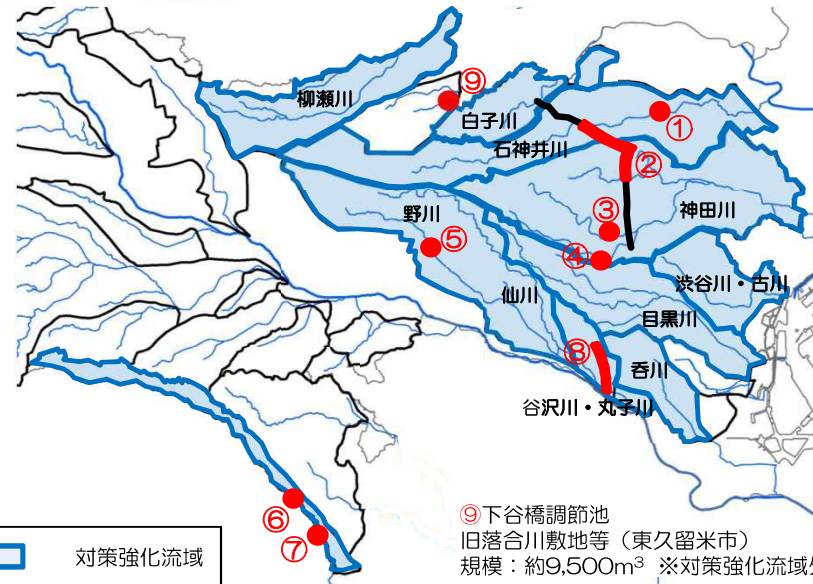 柳瀬川
⑨
白子川
①
石神井川
②
野川
③
神田川
⑤
④
渋谷川・古川
仙川
目黒川
⑧
呑川
谷沢川・丸子川
⑥
⑦
対策強化流域
⑨下谷橋調節池
旧落合川敷地等（東久留米市）
規模：約9,500m³ ※対策強化流域